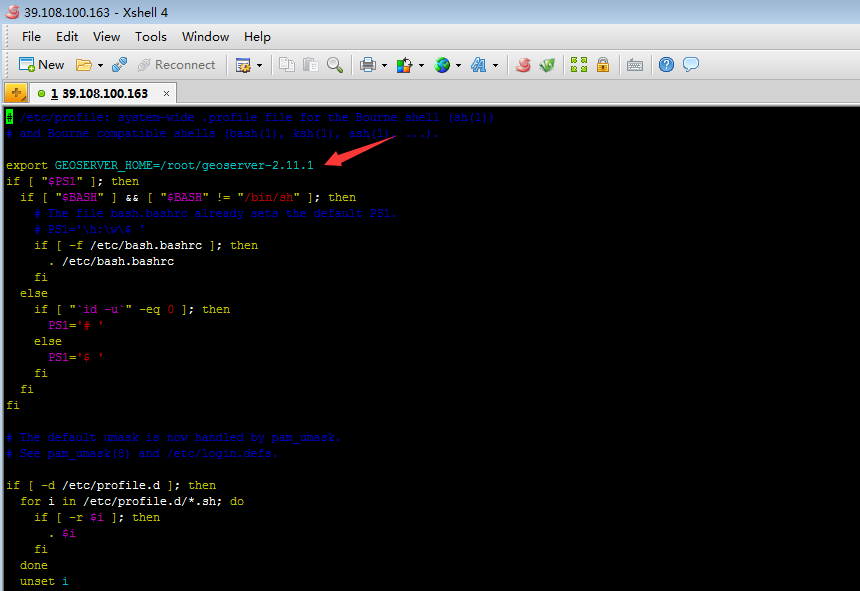 39.108.100.163 - Xshell 4
File Edit View Tools Window Help
New Reconnect
1 39.108.100.163 ×
# /etc/profile: system-wide .profile file for the Bourne shell (sh(1))
# and Bourne compatible shells (bash(1), ksh(1), ash(1), ...).
export GEOSERVER_HOME=/root/geoserver-2.11.1
if [ "$PS1" ]; then
  if [ "$BASH" ] && [ "$BASH" != "/bin/sh" ]; then
    # The file bash.bashrc already sets the default PS1.
    # PS1='\h:\w\$ '
    if [ -f /etc/bash.bashrc ]; then
      . /etc/bash.bashrc
    fi
  else
    if [ "`id -u`" -eq 0 ]; then
      PS1='# '
    else
      PS1='$ '
    fi
  fi
fi
# The default umask is now handled by pam_umask.
# See pam_umask(8) and /etc/login.defs.
if [ -d /etc/profile.d ]; then
  for i in /etc/profile.d/*.sh; do
    if [ -r $i ]; then
      . $i
    fi
  done
  unset i